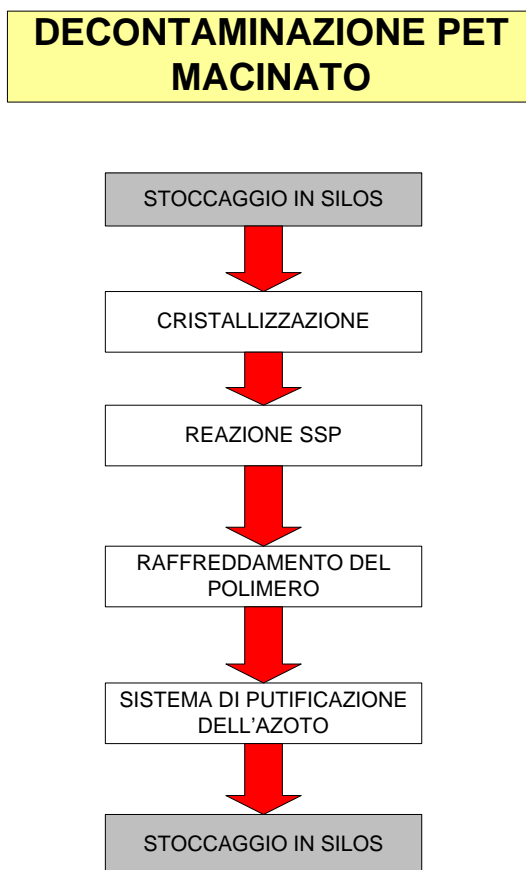 DECONTAMINAZIONE PET
MACINATO
STOCCAGGIO IN SILOS
CRISTALLIZZAZIONE
REAZIONE SSP
RAFFREDDAMENTO DEL
POLIMERO
SISTEMA DI PUTIFICAZIONE
DELL'AZOTO
STOCCAGGIO IN SILOS